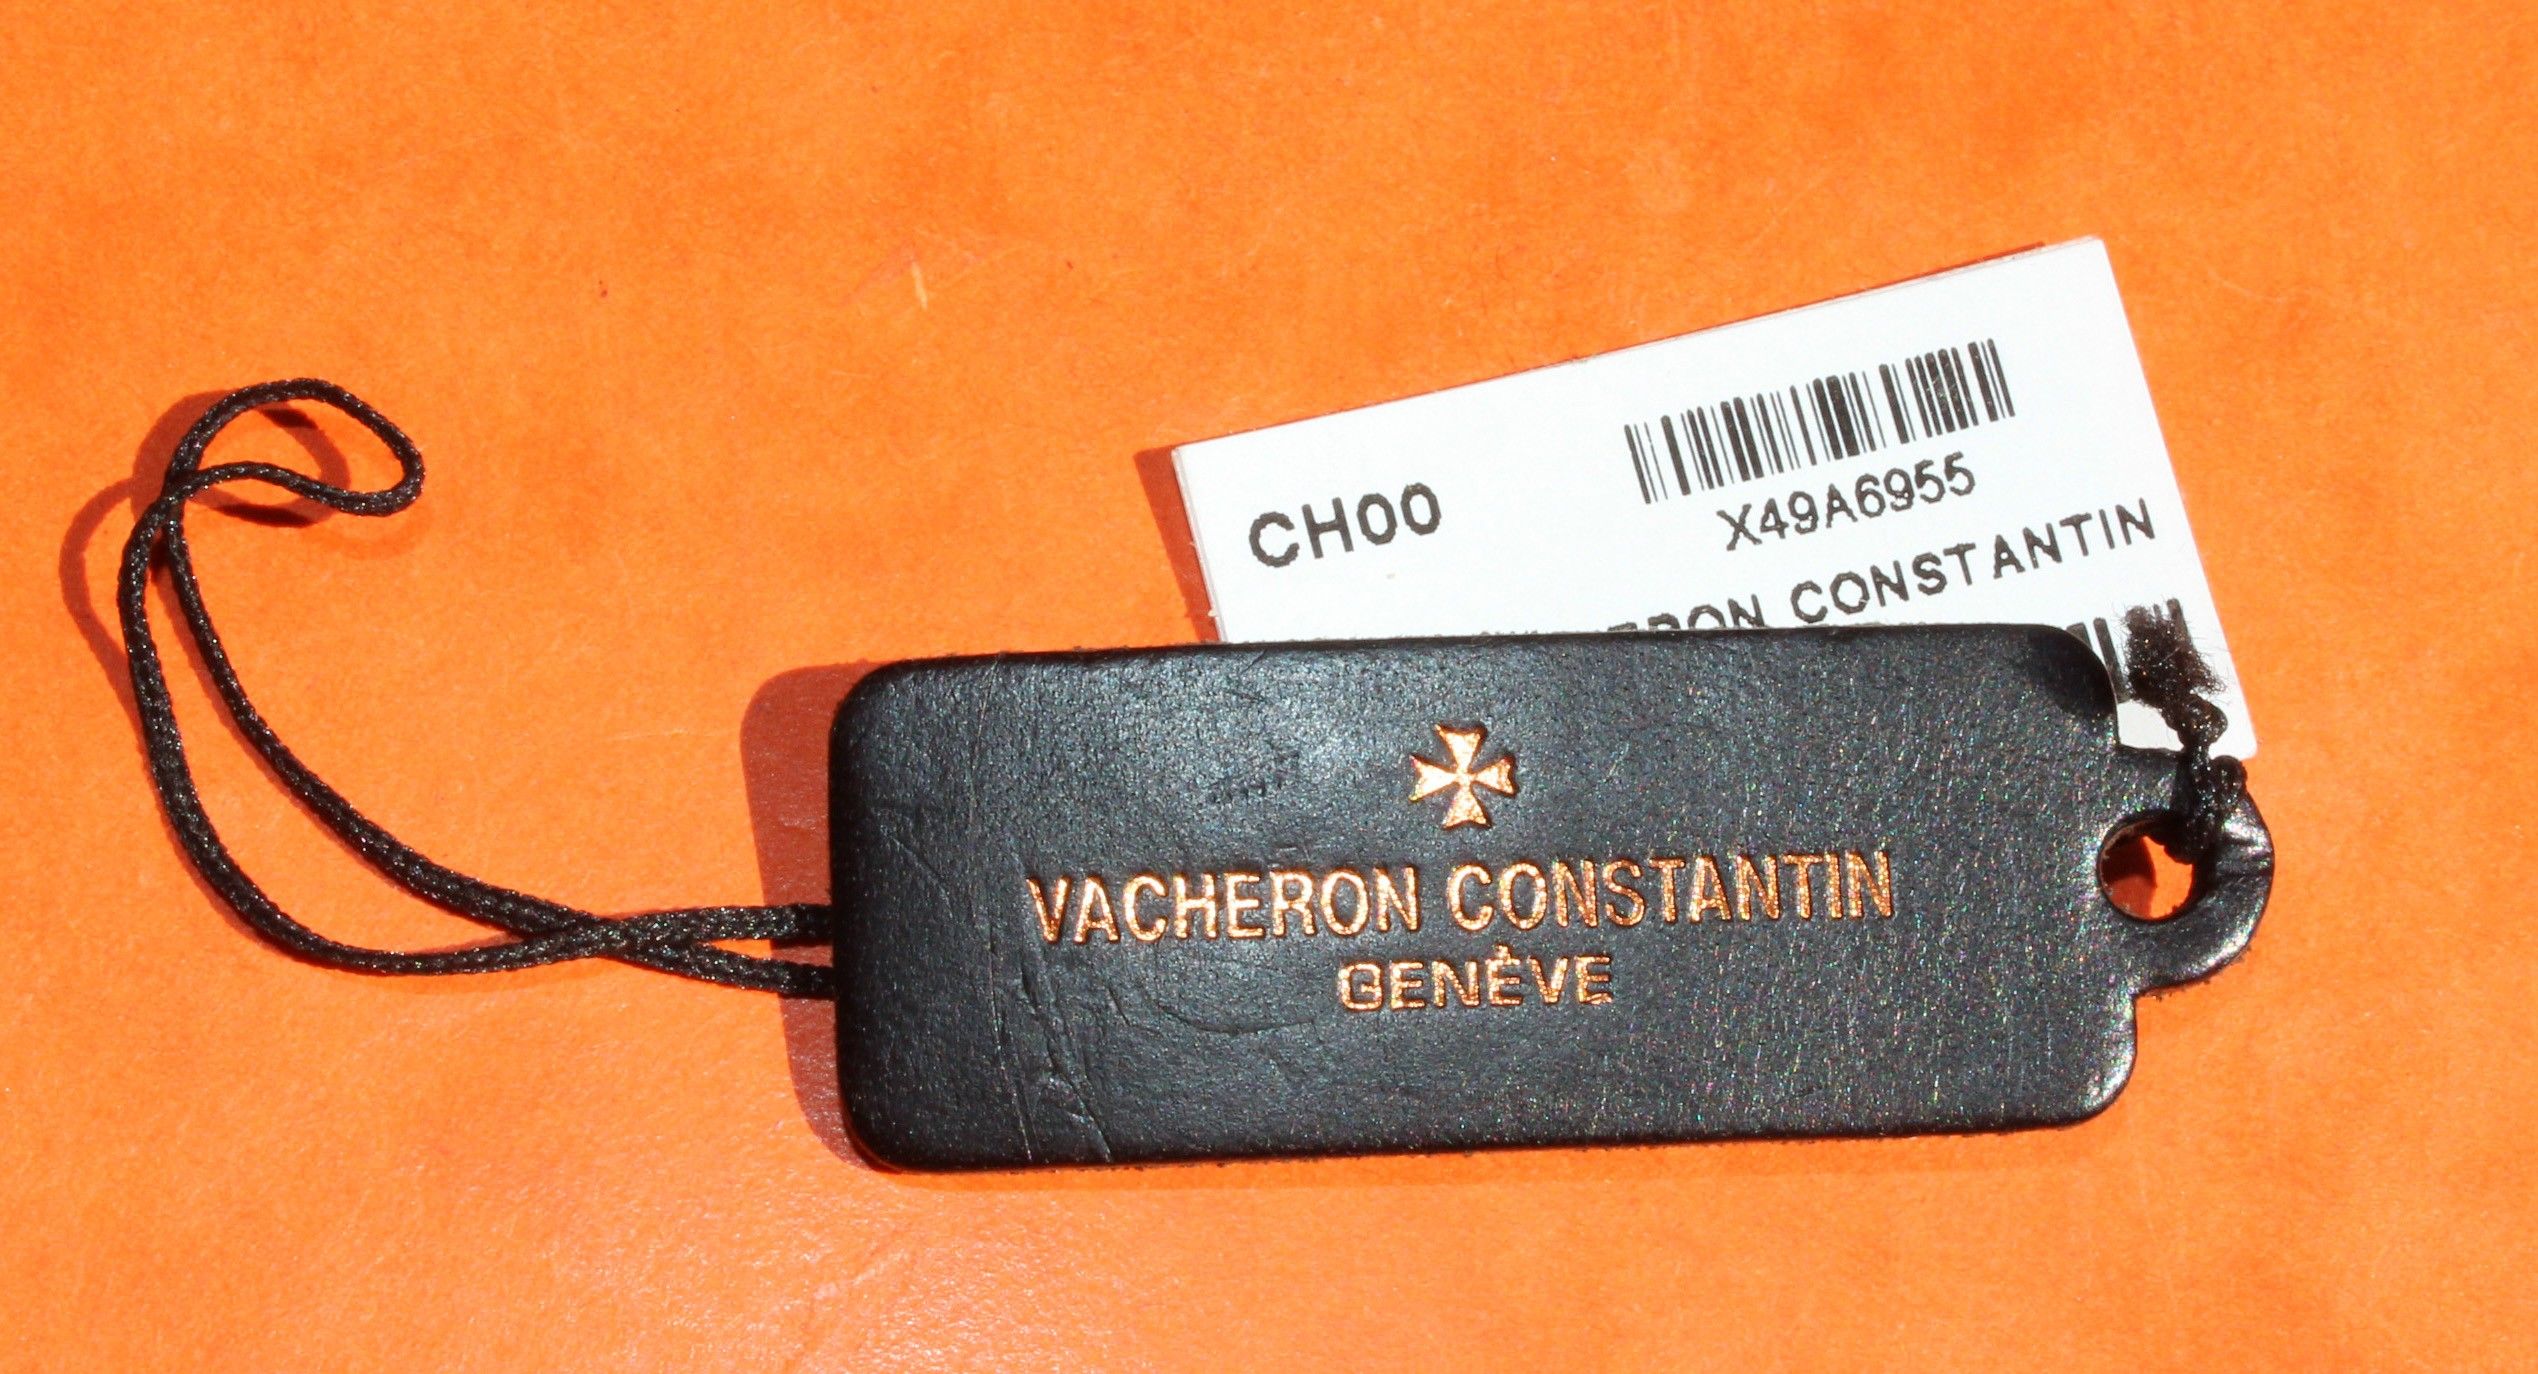 CH00
X49A6955
CONSTANTIN
VACHERON CONSTANTIN
GENÈVE